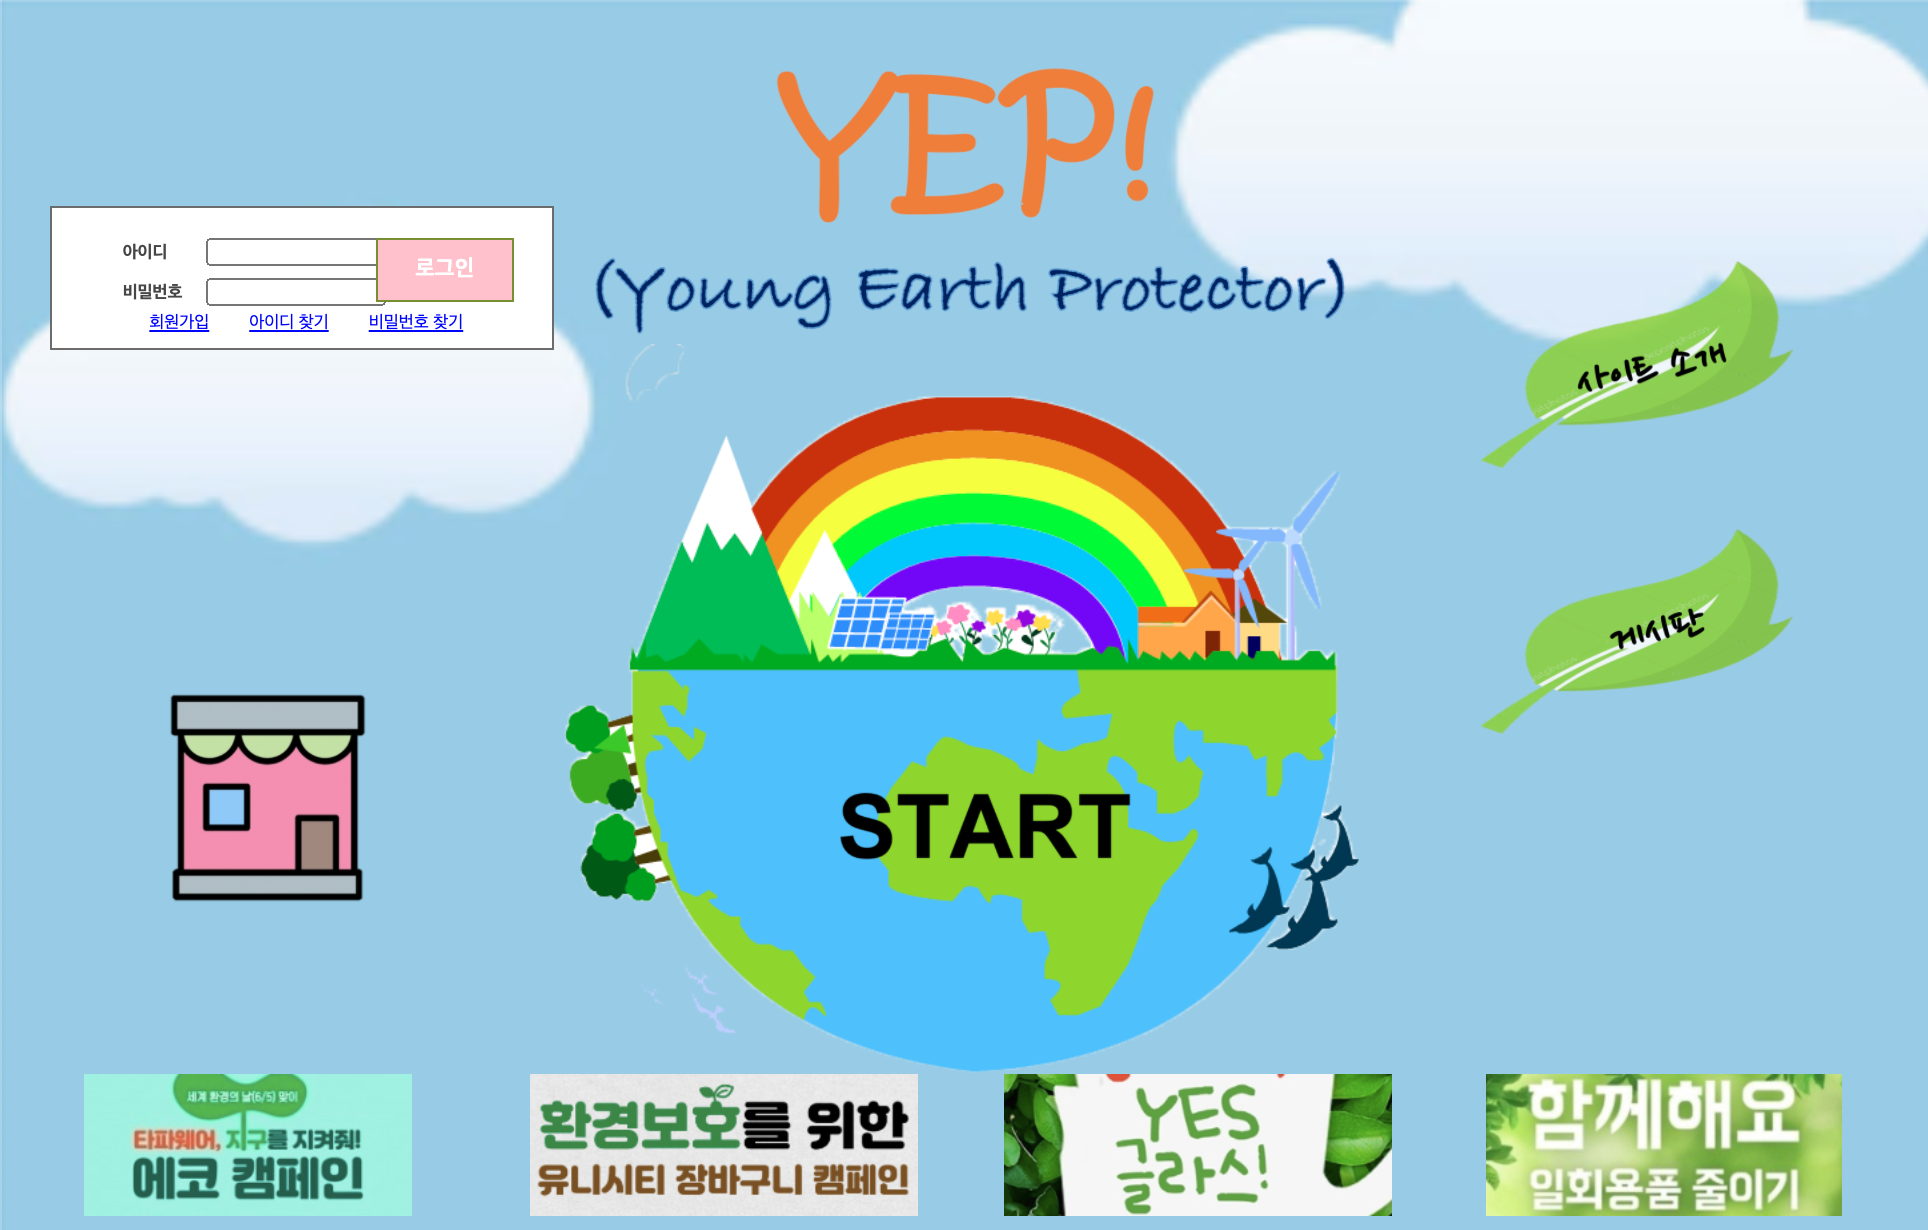 YEP!
(Young Earth Protector)
아이디
로그인
비밀번호
회원가입 아이디 찾기 비밀번호 찾기
사이트 소개
게시판
START
세계 환경의 날(6/5) 맞이
타파웨어, 지구를 지켜줘!
에코 캠페인
환경보호를 위한
유니시티 장바구니 캠페인
YES
글라스!
함께해요
일회용품 줄이기